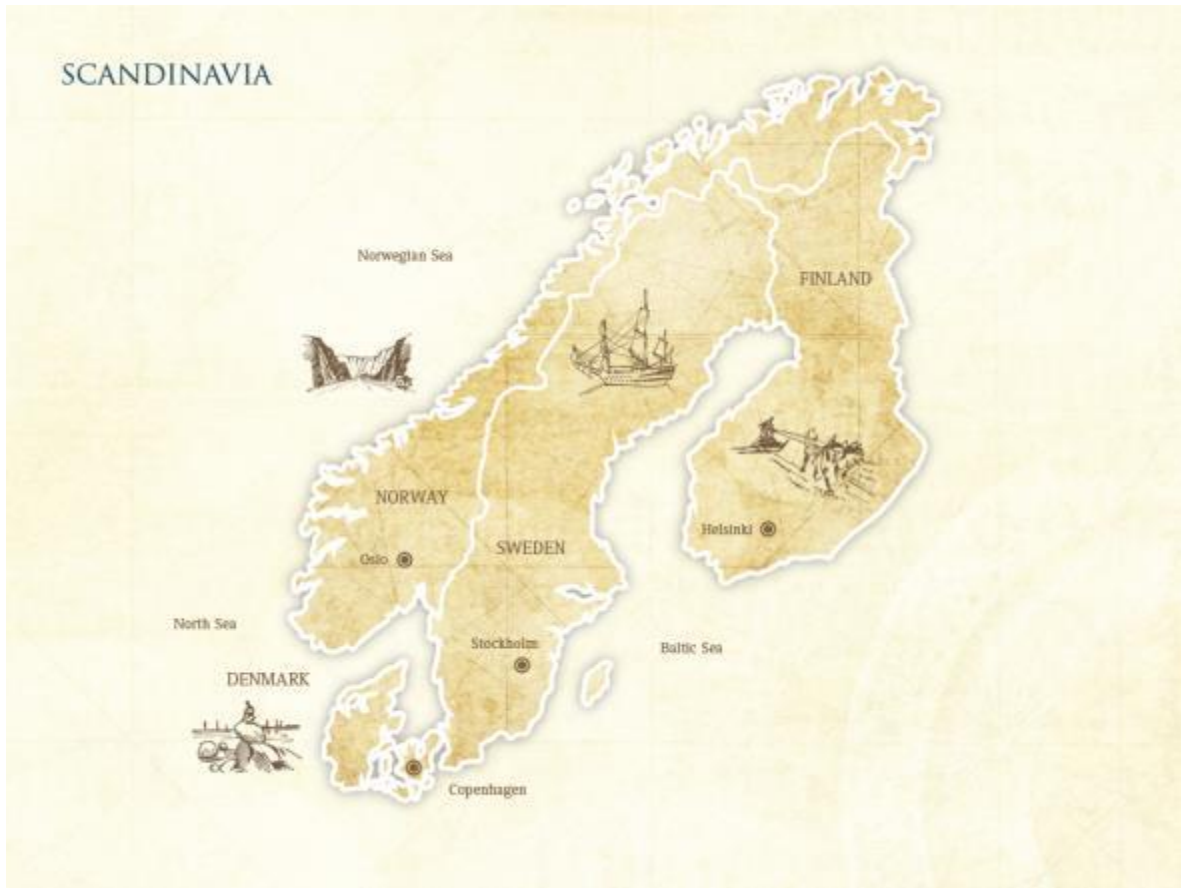 SCANDINAVIA
Norwegian Sea
FINLAND
NORWAY
Helsinki
SWEDEN
Oslo
North Sea
Stockholm
Baltic Sea
DENMARK
Copenhagen